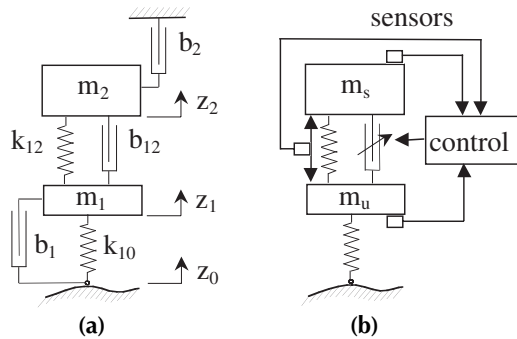 sensors
b₂
m₂
z₂
k₁₂
b₁₂
m₁
z₁
b₁
k₁₀
z₀
(a)
mₛ
control
mᵤ
(b)